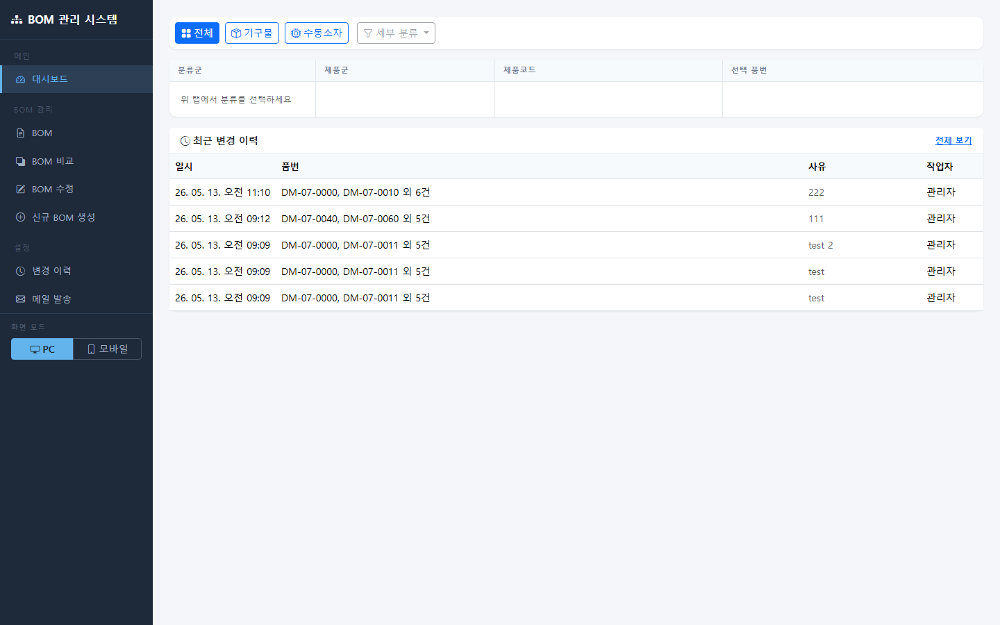 BOM 관리 시스템
메인
대시보드
BOM 관리
BOM
BOM 비교
BOM 수정
신규 BOM 생성
설정
변경 이력
메일 발송
화면 모드
PC 모바일
전체 기구물 수동소자 세부 분류
분류군 제품군 제품코드 선택 품번
위 탭에서 분류를 선택하세요
최근 변경 이력 전체 보기
일시 품번 사유 작업자
26. 05. 13. 오전 11:10 DM-07-0000, DM-07-0010 외 6건 222 관리자
26. 05. 13. 오전 09:12 DM-07-0040, DM-07-0060 외 5건 111 관리자
26. 05. 13. 오전 09:09 DM-07-0000, DM-07-0011 외 5건 test 2 관리자
26. 05. 13. 오전 09:09 DM-07-0000, DM-07-0011 외 5건 test 관리자
26. 05. 13. 오전 09:09 DM-07-0000, DM-07-0011 외 5건 test 관리자